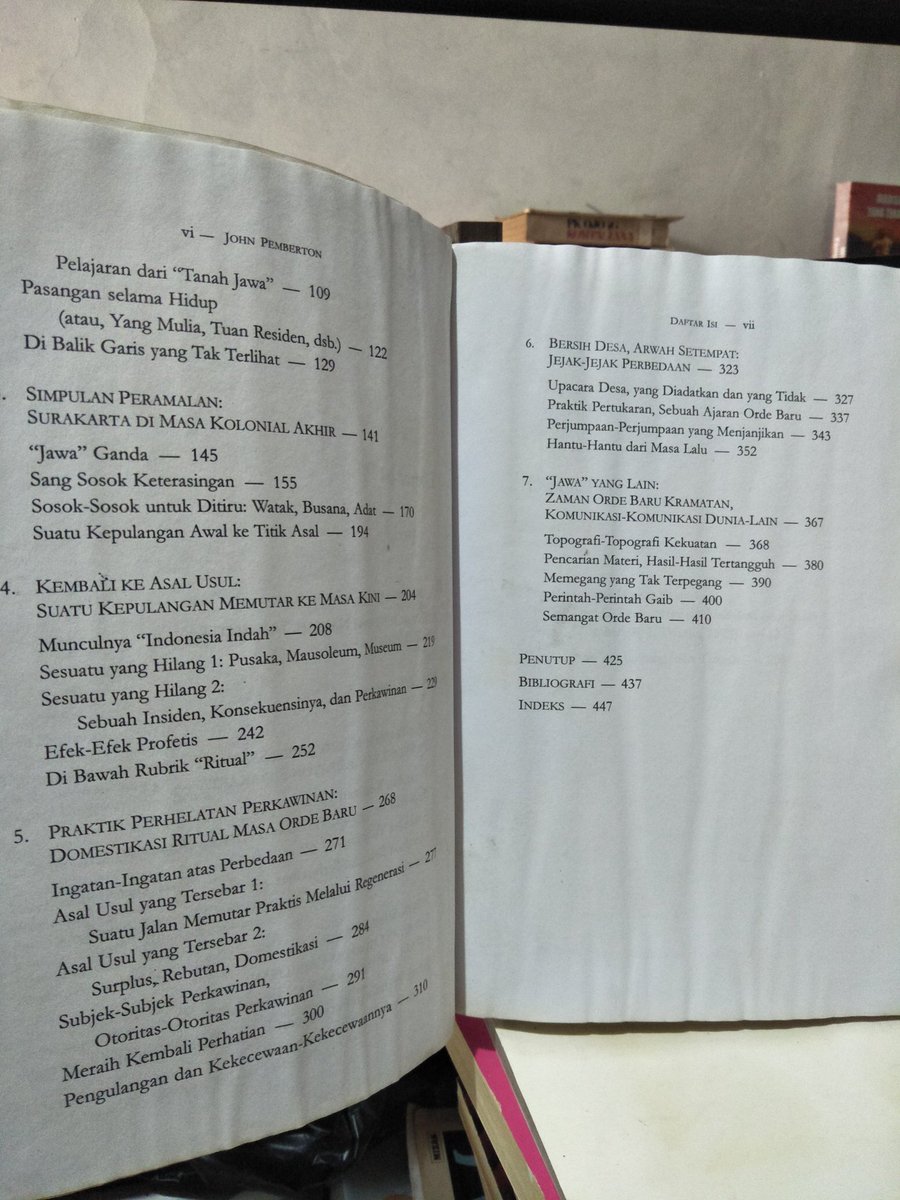 vi — JOHN PEMBERTON
Pelajaran dari “Tanah Jawa” — 109
Pasangan selama Hidup
(atau, Yang Mulia, Tuan Residen, dsb.) — 122
Di Balik Garis yang Tak Terlihat — 129
. SIMPULAN PERAMALAN:
SURAKARTA DI MASA KOLONIAL AKHIR — 141
“Jawa” Ganda — 145
Sang Sosok Keterasingan — 155
Sosok-Sosok untuk Ditiru: Watak, Busana, Adat — 170
Suatu Kepulangan Awal ke Titik Asal — 194
4. KEMBALI KE ASAL USUL:
SUATU KEPULANGAN MEMUTAR KE MASA KINI — 204
Munculnya “Indonesia Indah” — 208
Sesuatu yang Hilang 1: Pusaka, Mausoleum, Museum — 219
Sesuatu yang Hilang 2:
Sebuah Insiden, Konsekuensinya, dan Perkawinan — 229
Efek-Efek Profetis — 242
Di Bawah Rubrik “Ritual” — 252
5. PRAKTIK PERHELATAN PERKAWINAN:
DOMESTIKASI RITUAL MASA ORDE BARU — 268
Ingatan-Ingatan atas Perbedaan — 271
Asal Usul yang Tersebar 1:
Suatu Jalan Memutar Praktis Melalui Regenerasi — 277
Asal Usul yang Tersebar 2:
Surplus, Rebutan, Domestikasi — 284
Subjek-Subjek Perkawinan,
Otoritas-Otoritas Perkawinan — 291
Meraih Kembali Perhatian — 300
Pengulangan dan Kekecewaan-Kekecewaannya — 310
DAFTAR ISI — vii
6. BERSIH DESA, ARWAH SETEMPAT:
JEJAK-JEJAK PERBEDAAN — 323
Upacara Desa, yang Diadatkan dan yang Tidak — 327
Praktik Pertukaran, Sebuah Ajaran Orde Baru — 337
Perjumpaan-Perjumpaan yang Menjanjikan — 343
Hantu-Hantu dari Masa Lalu — 352
7. “JAWA” YANG LAIN:
ZAMAN ORDE BARU KRAMATAN,
KOMUNIKASI-KOMUNIKASI DUNIA-LAIN — 367
Topografi-Topografi Kekuatan — 368
Pencarian Materi, Hasil-Hasil Tertangguh — 380
Memegang yang Tak Terpegang — 390
Perintah-Perintah Gaib — 400
Semangat Orde Baru — 410
PENUTUP — 425
BIBLIOGRAFI — 437
INDEKS — 447